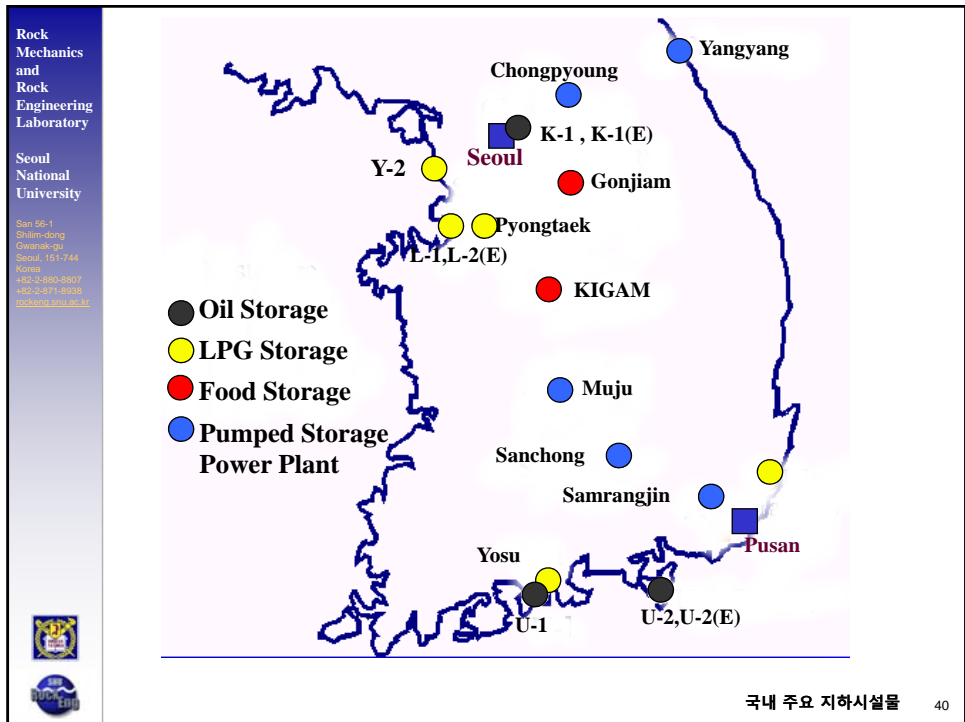 Rock
Mechanics
and
Rock
Engineering
Laboratory
Seoul
National
University
San 56-1
Shilim-dong
Gwanak-gu
Seoul, 151-744
Korea
+82-2-880-8807
+82-2-871-8938
rockeng.snu.ac.kr
Yangyang
Chongpyoung
K-1 , K-1(E)
Seoul
Y-2
Gonjiam
Pyongtaek
L-1,L-2(E)
KIGAM
Oil Storage
LPG Storage
Food Storage
Pumped Storage
Power Plant
Muju
Sanchong
Samrangjin
Pusan
Yosu
U-1
U-2,U-2(E)
국내 주요 지하시설물
40